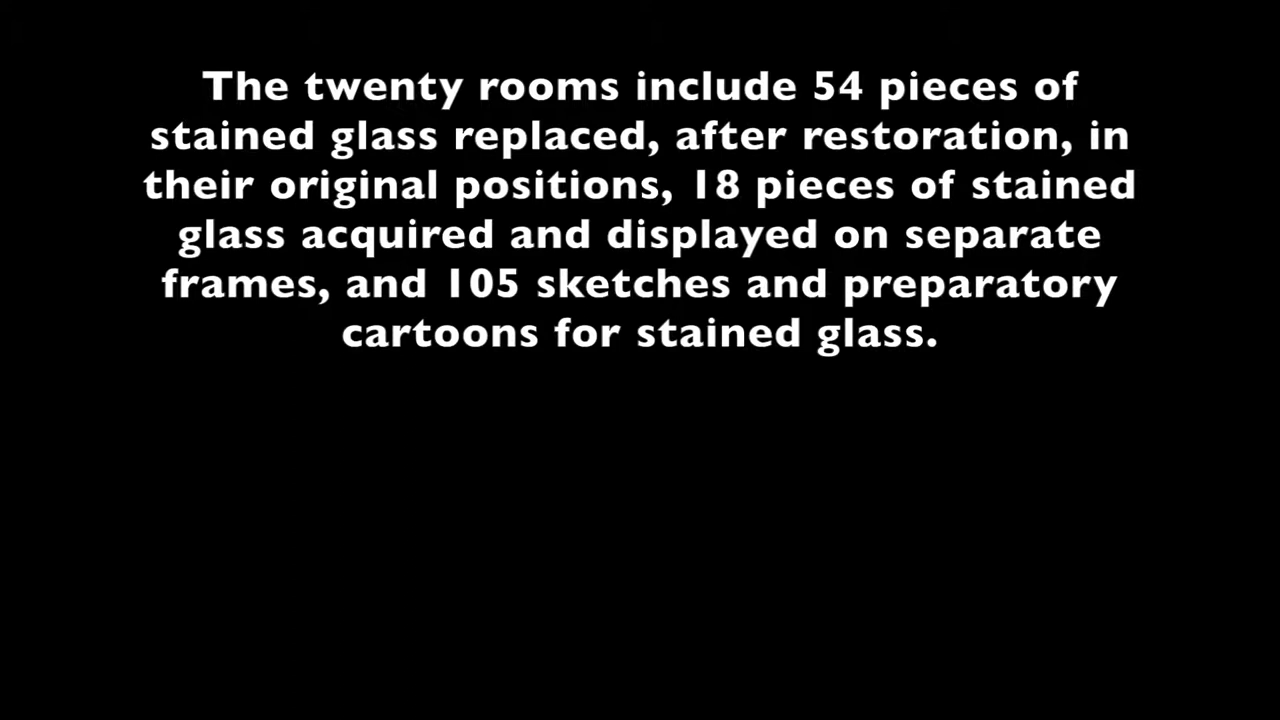 The twenty rooms include 54 pieces of
stained glass replaced, after restoration, in
their original positions, 18 pieces of stained
glass acquired and displayed on separate
frames, and 105 sketches and preparatory
cartoons for stained glass.